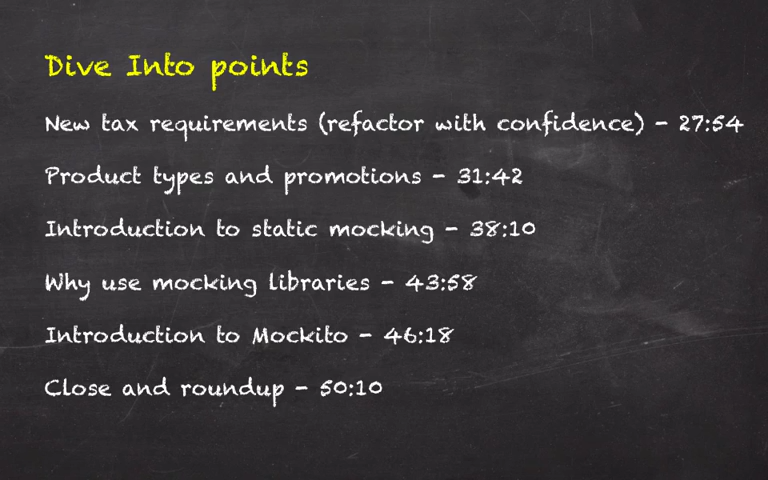 Dive Into points
New tax requirements (refactor with confidence) - 27:54
Product types and promotions - 31:42
Introduction to static mocking - 38:10
Why use mocking libraries - 43:58
Introduction to Mockito - 46:18
Close and roundup - 50:10